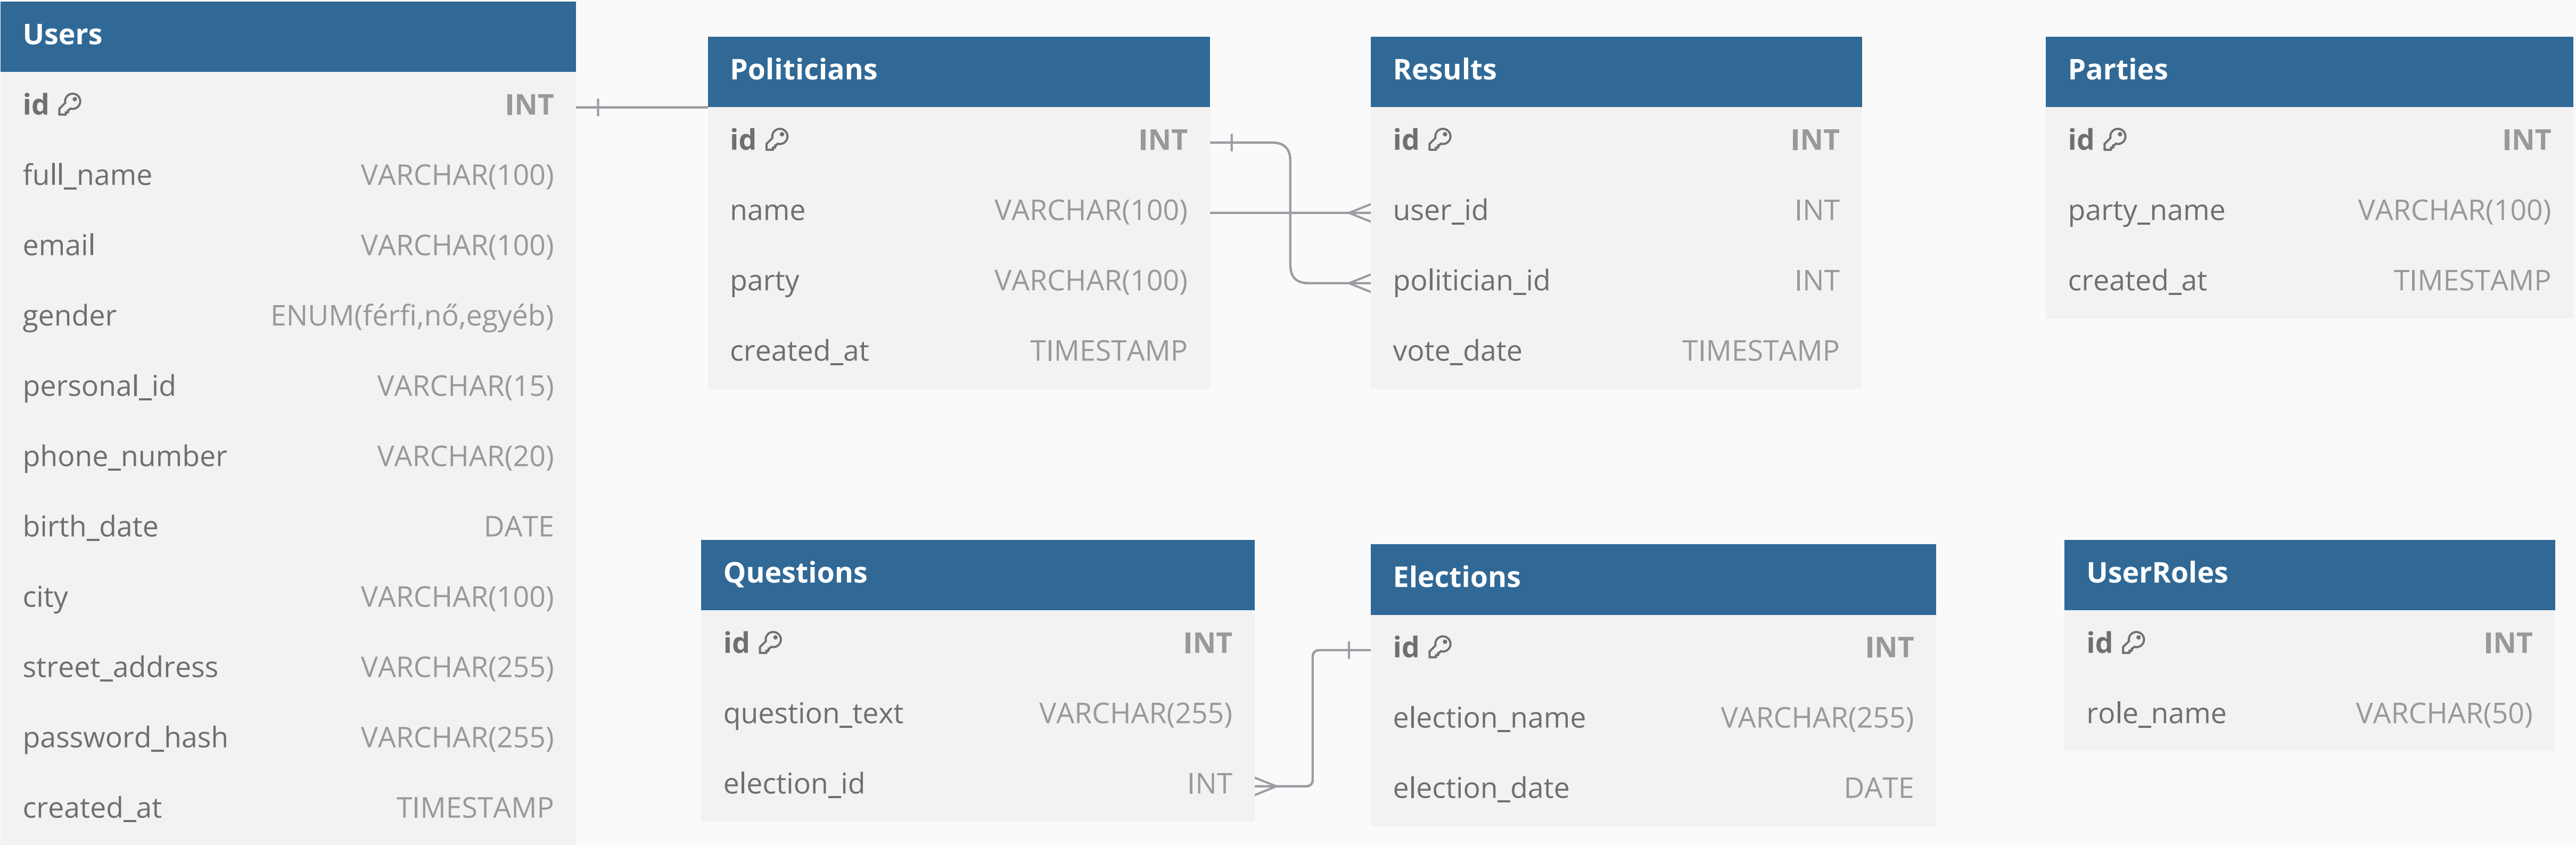 Users
id INT
full_name VARCHAR(100)
email VARCHAR(100)
gender ENUM(férfi,nő,egyéb)
personal_id VARCHAR(15)
phone_number VARCHAR(20)
birth_date DATE
city VARCHAR(100)
street_address VARCHAR(255)
password_hash VARCHAR(255)
created_at TIMESTAMP
Politicians
id INT
name VARCHAR(100)
party VARCHAR(100)
created_at TIMESTAMP
Results
id INT
user_id INT
politician_id INT
vote_date TIMESTAMP
Parties
id INT
party_name VARCHAR(100)
created_at TIMESTAMP
Questions
id INT
question_text VARCHAR(255)
election_id INT
Elections
id INT
election_name VARCHAR(255)
election_date DATE
UserRoles
id INT
role_name VARCHAR(50)